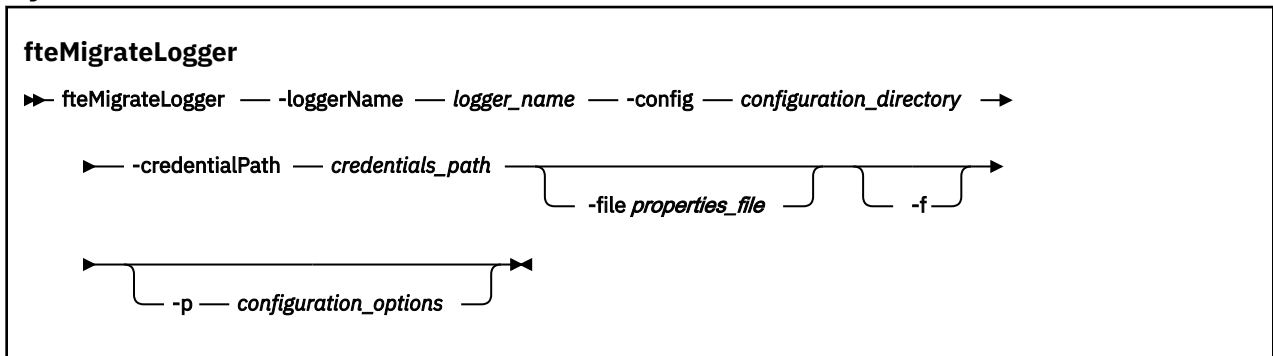 fteMigrateLogger
fteMigrateLogger -loggerName logger_name -config configuration_directory
-credentialPath credentials_path
-file properties_file -f
-p configuration_options